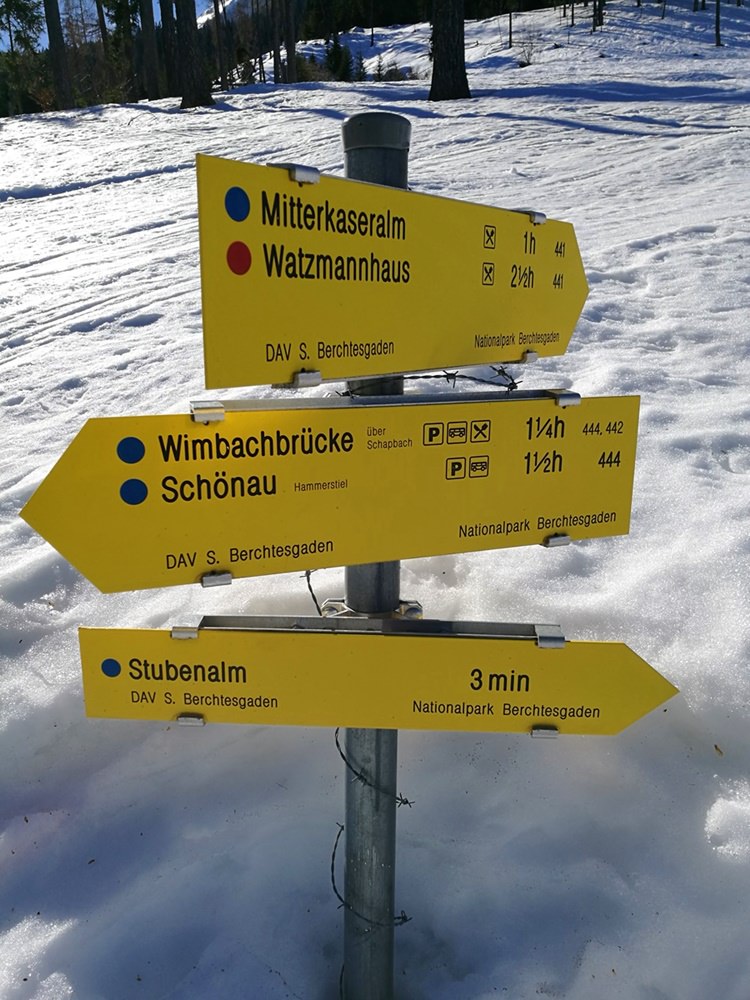 Mitterkaseralm 1h 441
Watzmannhaus 2½h 441
DAV S. Berchtesgaden Nationalpark Berchtesgaden
Wimbachbrücke über Schapbach P 1¼h 444, 442
Schönau Hammerstiel P 1½h 444
DAV S. Berchtesgaden Nationalpark Berchtesgaden
Stubenalm 3 min
DAV S. Berchtesgaden Nationalpark Berchtesgaden